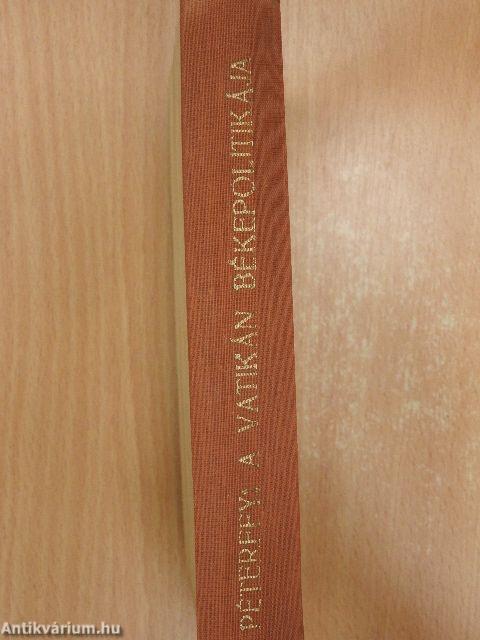 PÉTERFFY: A VATIKÁN BÉKEPOLITIKÁJA
Antikvárium.hu